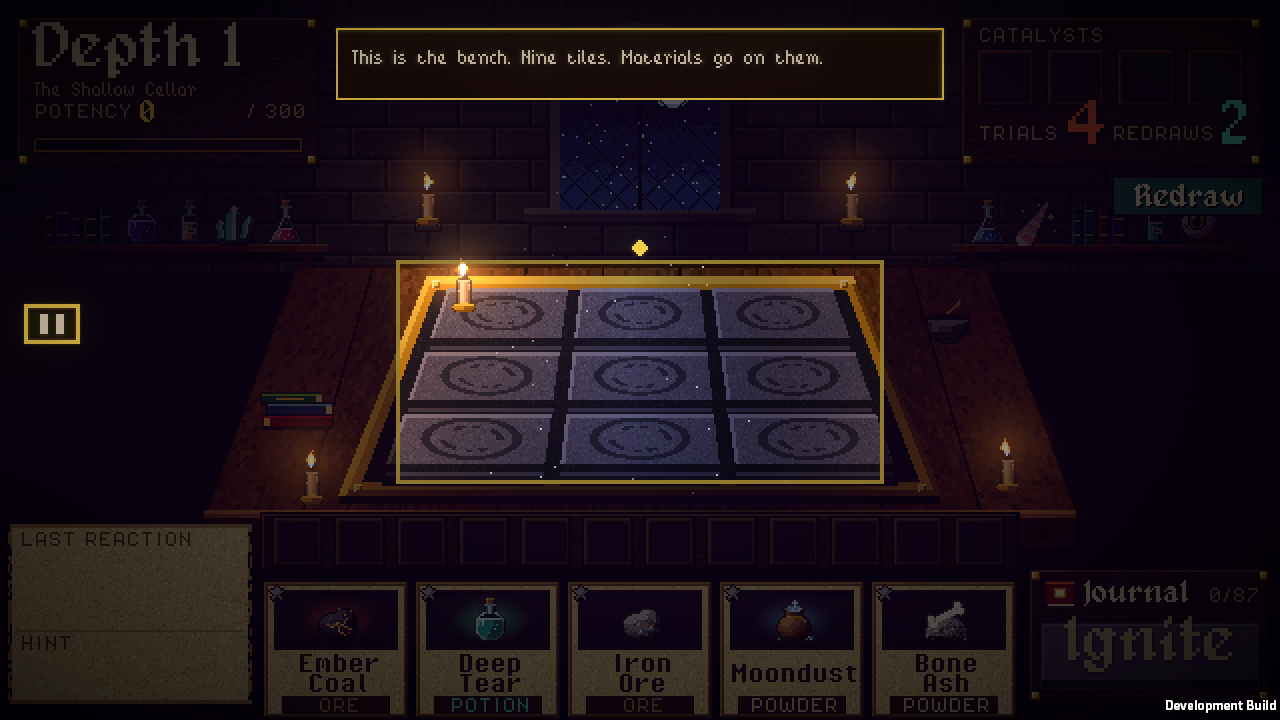 Depth 1
The Shallow Cellar
POTENCY 0 / 300
This is the bench. Nine tiles. Materials go on them.
CATALYSTS
TRIALS 4 REDRAWS 2
Redraw
LAST REACTION
HINT
Ember
Coal
ORE
Deep
Tear
POTION
Iron
Ore
ORE
Moondust
POWDER
Bone
Ash
POWDER
Journal 0/87
Ignite
Development Build